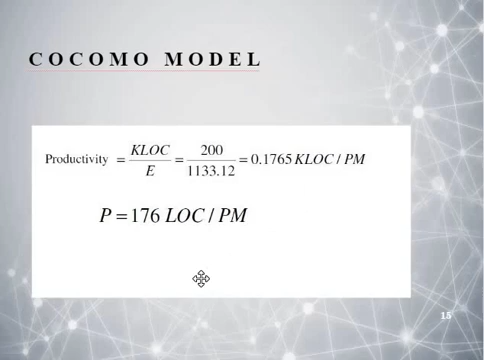 COCOMO MODEL
Productivity = KLOC / E = 200 / 1133.12 = 0.1765 KLOC / PM
P = 176 LOC / PM
15